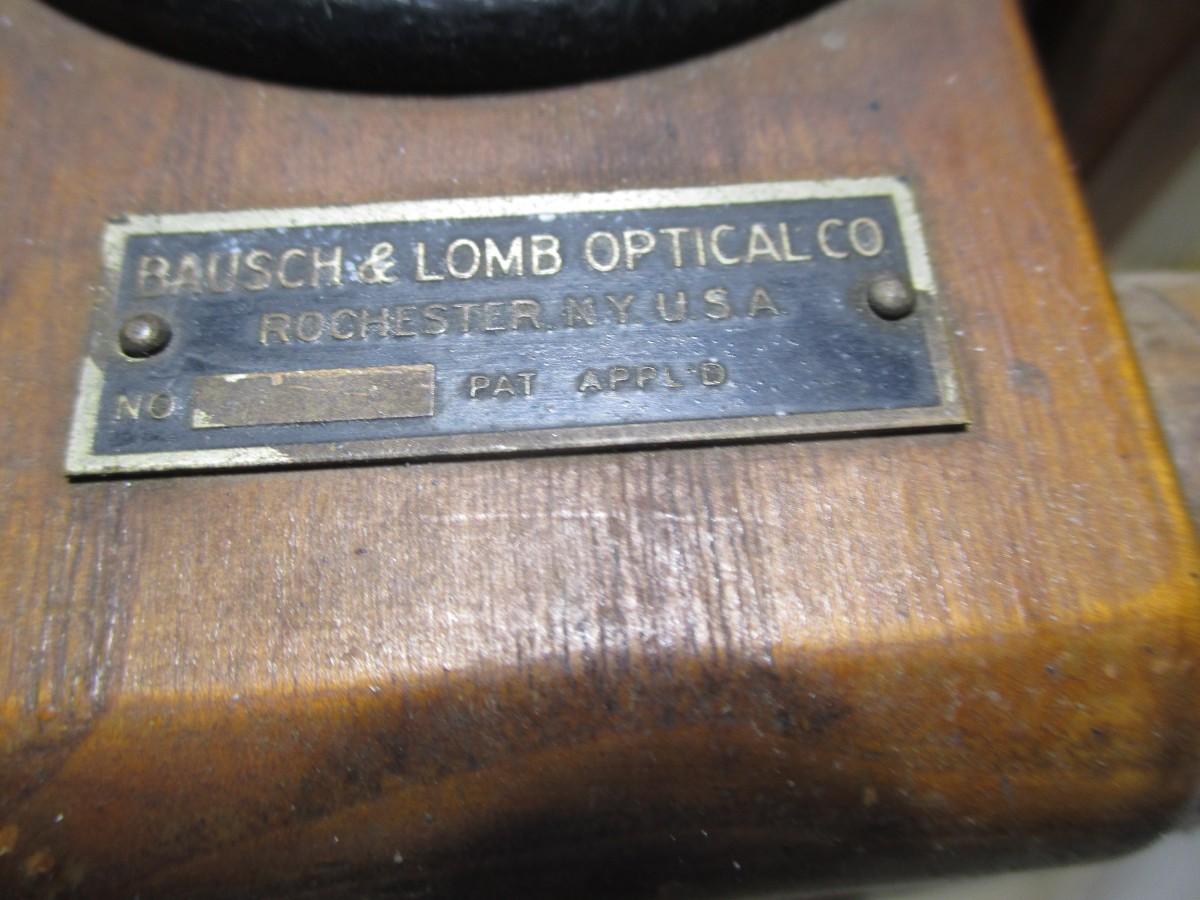 BAUSCH & LOMB OPTICAL CO
ROCHESTER, N.Y. U.S.A.
NO PAT APPL'D